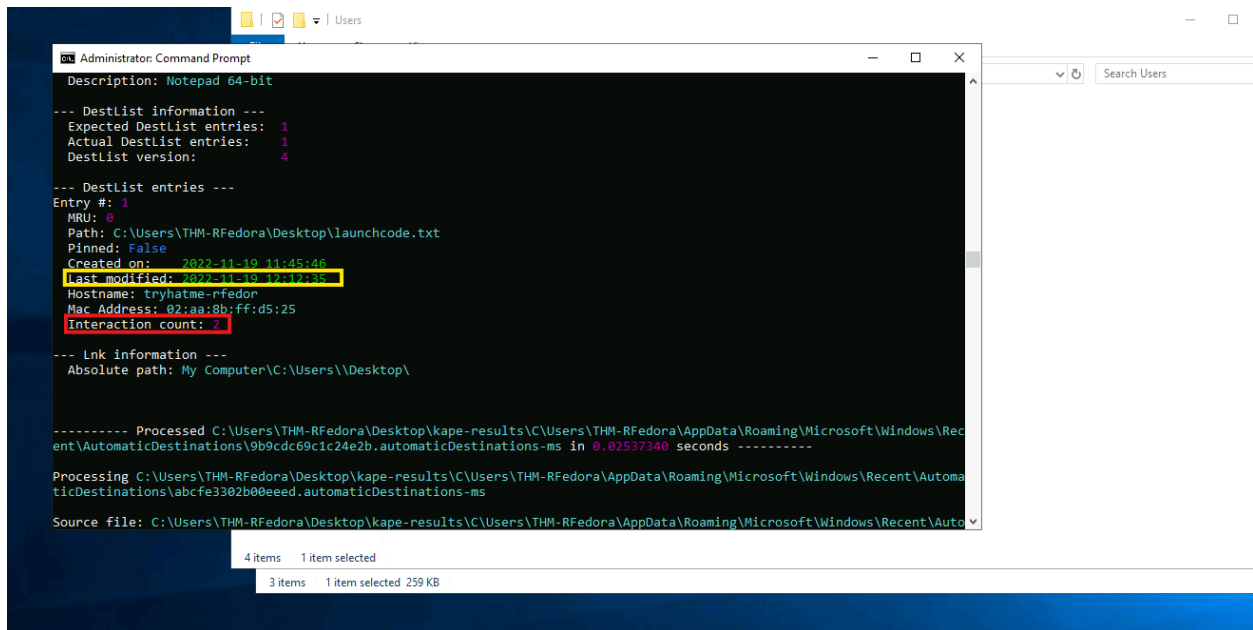 Users
Administrator: Command Prompt
Search Users
Description: Notepad 64-bit
--- DestList information ---
Expected DestList entries: 1
Actual DestList entries: 1
DestList version: 4
--- DestList entries ---
Entry #: 1
MRU: 0
Path: C:\Users\THM-RFedora\Desktop\launchcode.txt
Pinned: False
Created on: 2022-11-19 11:45:46
Last modified: 2022-11-19 12:12:35
Hostname: tryhatme-rfedor
Mac Address: 02:aa:8b:ff:d5:25
Interaction count: 2
--- Lnk information ---
Absolute path: My Computer\C:\Users\\Desktop\
---------- Processed C:\Users\THM-RFedora\Desktop\kape-results\C\Users\THM-RFedora\AppData\Roaming\Microsoft\Windows\Rec
ent\AutomaticDestinations\9b9cdc69c1c24e2b.automaticDestinations-ms in 0.02537340 seconds ----------
Processing C:\Users\THM-RFedora\Desktop\kape-results\C\Users\THM-RFedora\AppData\Roaming\Microsoft\Windows\Recent\Automa
ticDestinations\abcfe3302b00eeed.automaticDestinations-ms
Source file: C:\Users\THM-RFedora\Desktop\kape-results\C\Users\THM-RFedora\AppData\Roaming\Microsoft\Windows\Recent\Auto
4 items 1 item selected
3 items 1 item selected 259 KB